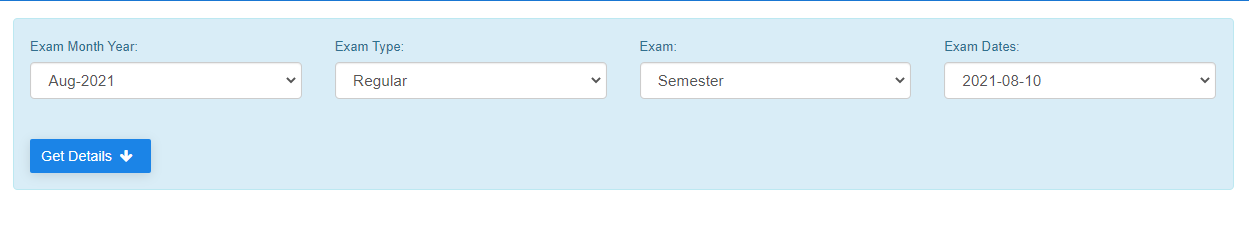 Exam Month Year: Exam Type: Exam: Exam Dates:
Aug-2021 Regular Semester 2021-08-10
Get Details